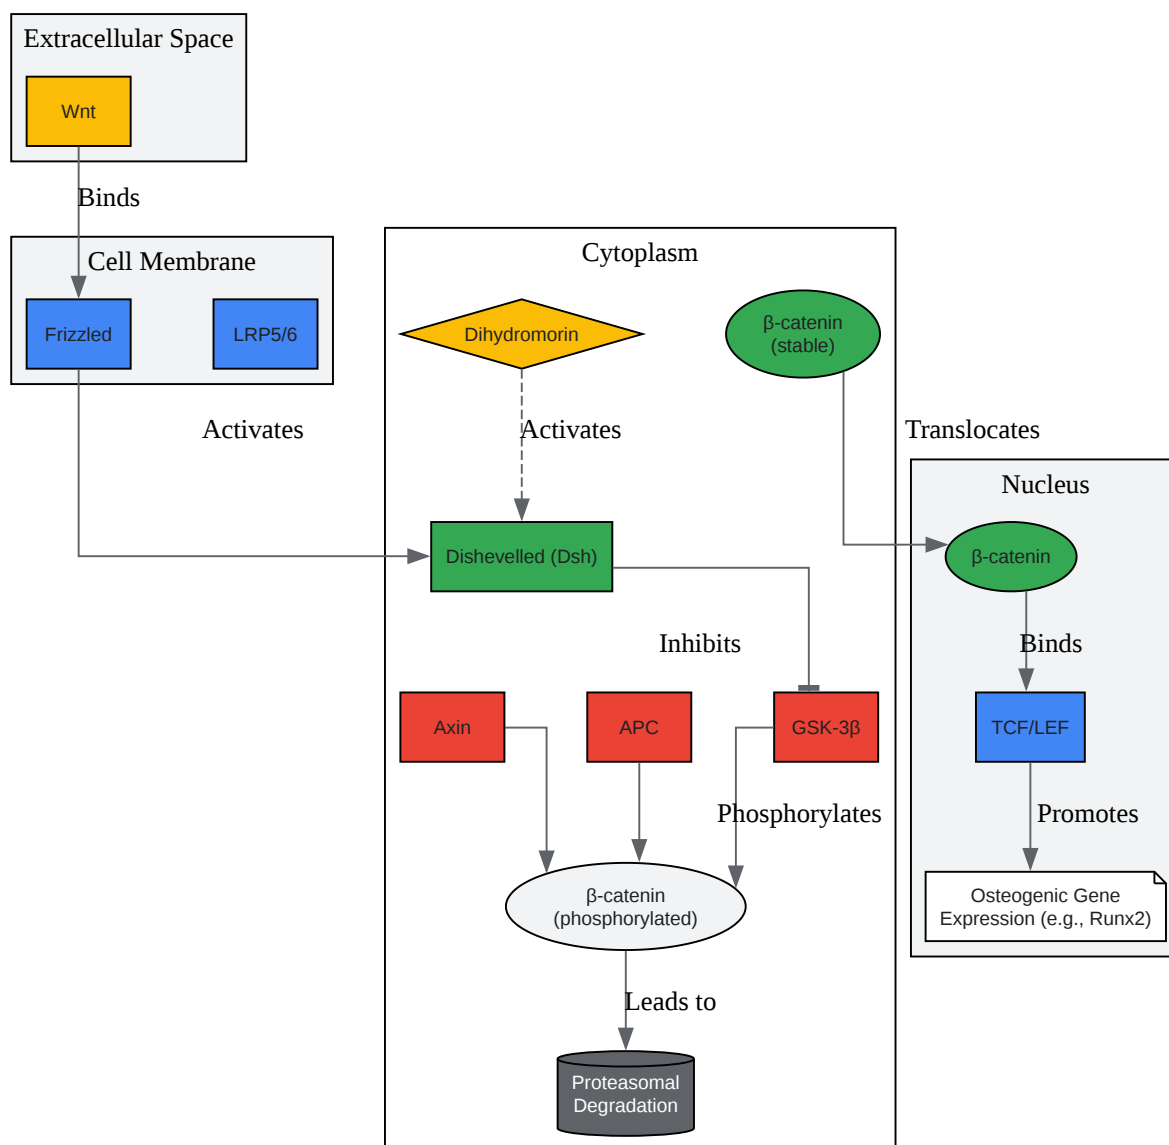 Extracellular Space
Wnt
Binds
Cell Membrane
Frizzled
LRP5/6
Activates
Cytoplasm
Dihydromorin
β-catenin
(stable)
Activates
Dishevelled (Dsh)
Inhibits
Axin
APC
GSK-3β
Phosphorylates
β-catenin
(phosphorylated)
Leads to
Proteasomal
Degradation
Translocates
Nucleus
β-catenin
Binds
TCF/LEF
Promotes
Osteogenic Gene
Expression (e.g., Runx2)